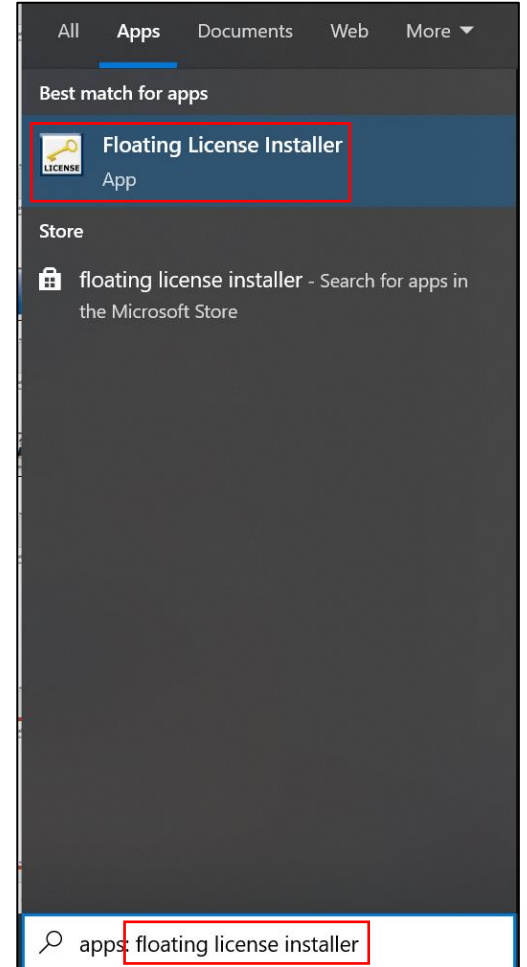 All Apps Documents Web More
Best match for apps
LICENSE
Floating License Installer
App
Store
floating license installer - Search for apps in
the Microsoft Store
apps: floating license installer